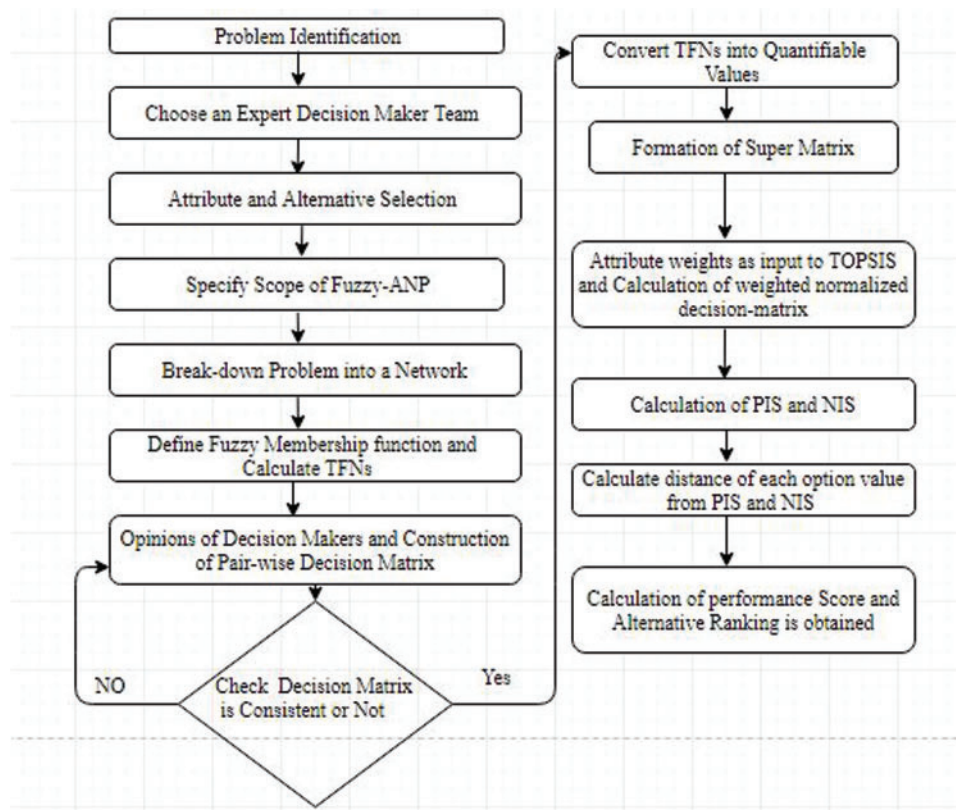 Problem Identification
Choose an Expert Decision Maker Team
Attribute and Alternative Selection
Specify Scope of Fuzzy-ANP
Break-down Problem into a Network
Define Fuzzy Membership function and
Calculate TFNs
Opinions of Decision Makers and Construction
of Pair-wise Decision Matrix
NO
Check Decision Matrix
is Consistent or Not
Yes
Convert TFNs into Quantifiable
Values
Formation of Super Matrix
Attribute weights as input to TOPSIS
and Calculation of weighted normalized
decision-matrix
Calculation of PIS and NIS
Calculate distance of each option value
from PIS and NIS
Calculation of performance Score and
Alternative Ranking is obtained